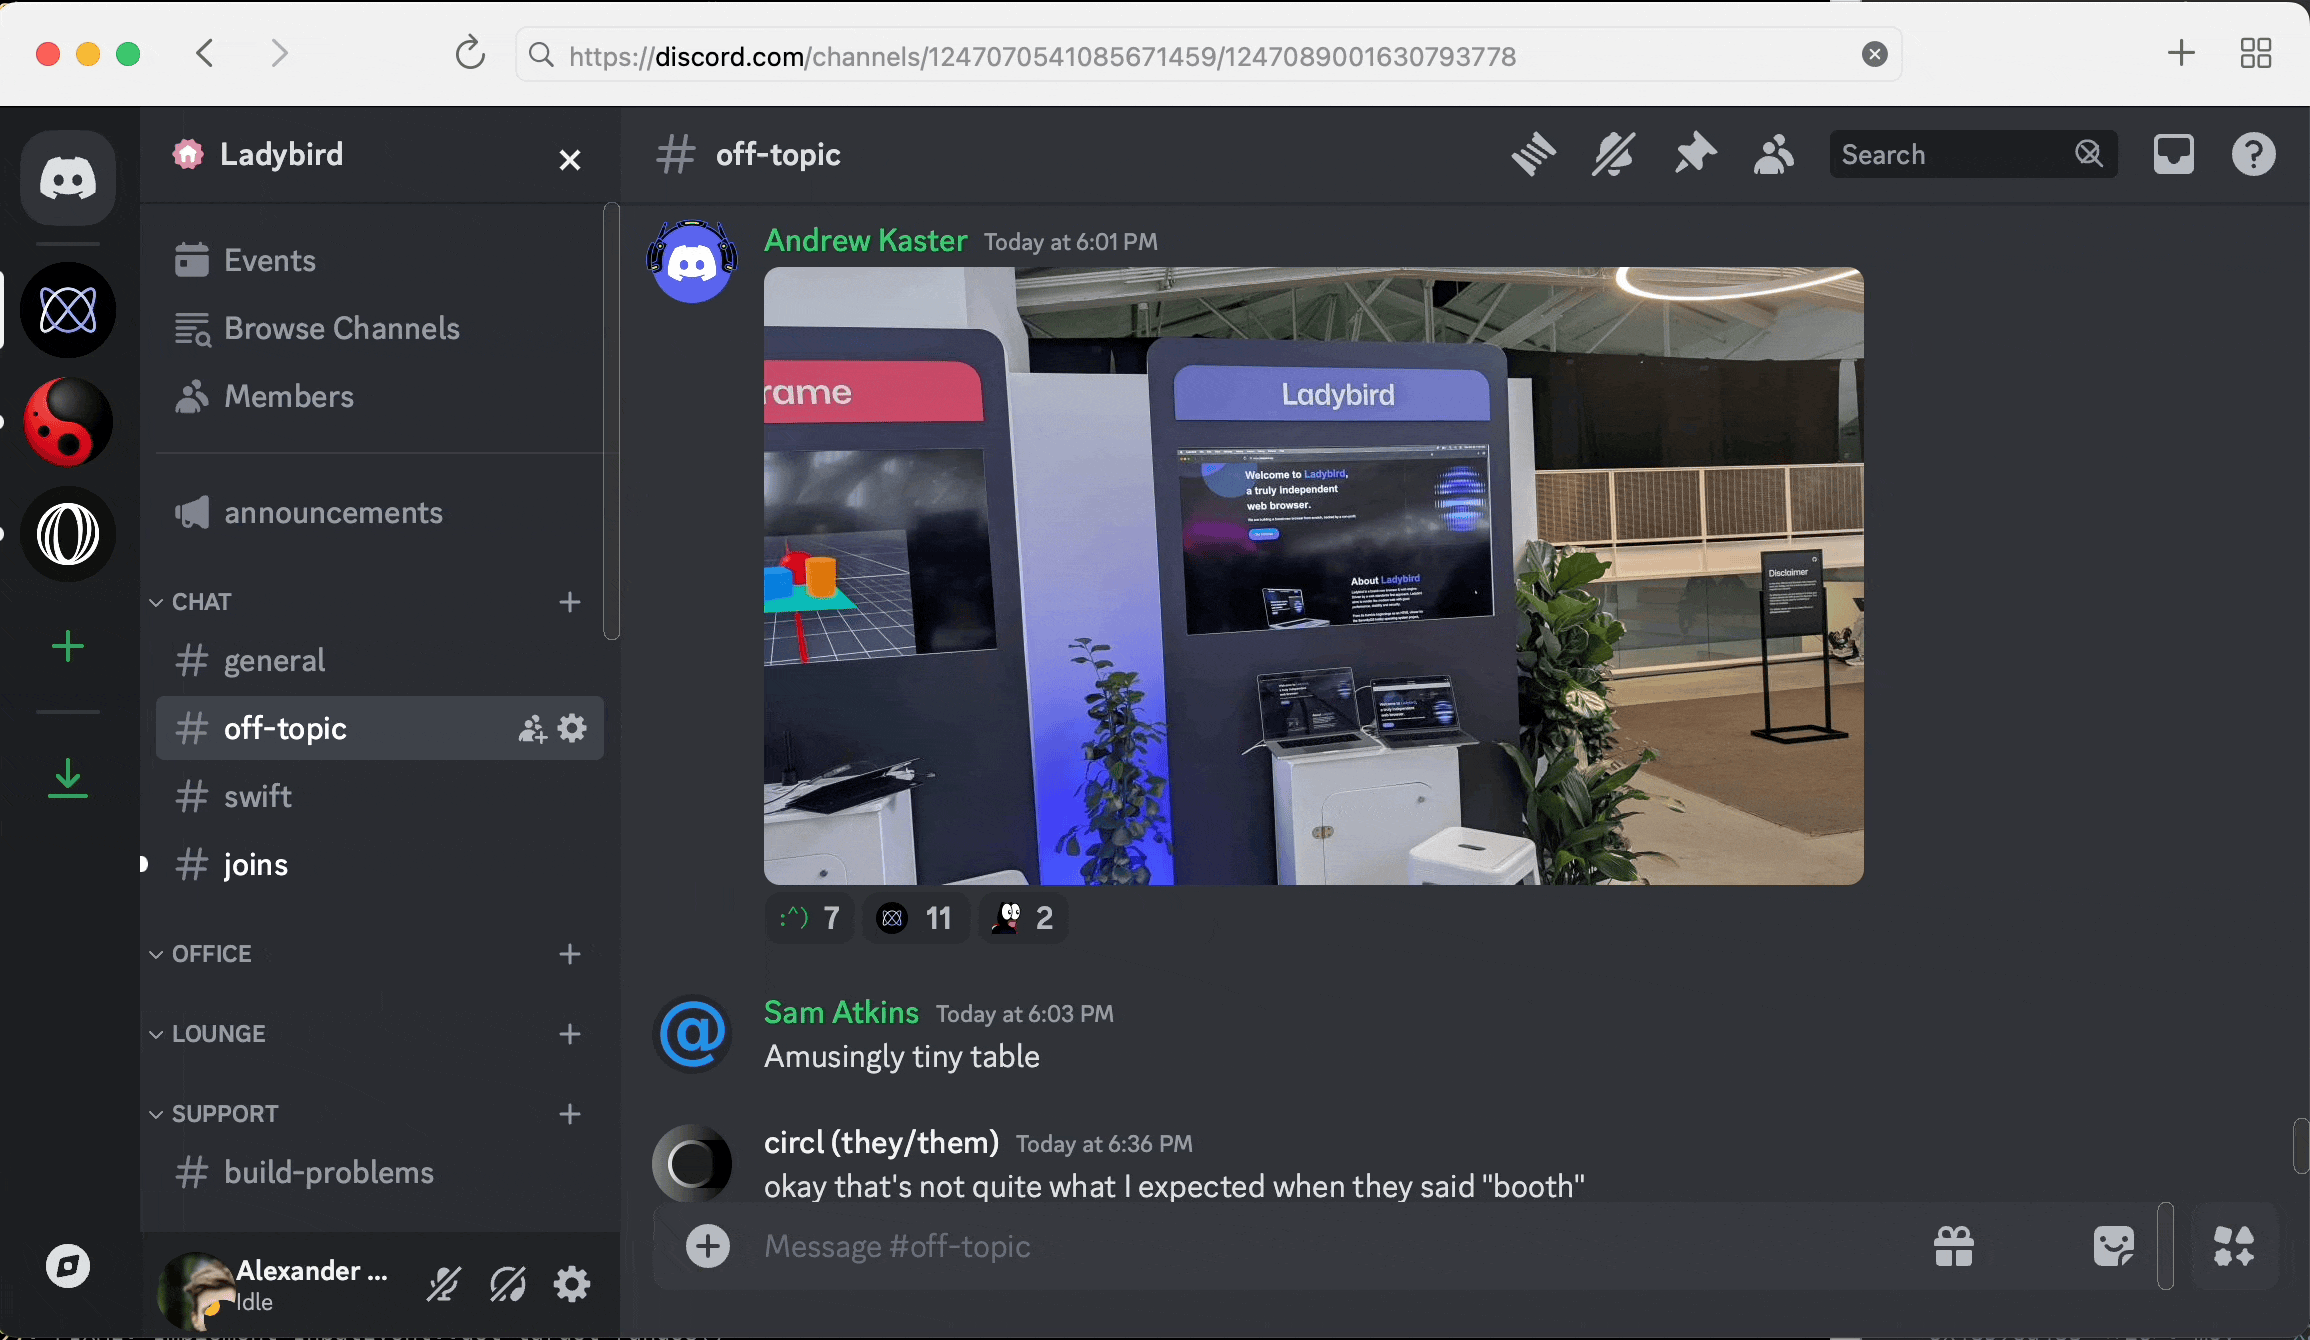 https://discord.com/channels/1247070541085671459/1247089001630793778
Ladybird
Events
Browse Channels
Members
announcements
CHAT
general
off-topic
swift
joins
OFFICE
LOUNGE
SUPPORT
build-problems
Alexander ...
Idle
# off-topic
Search
Andrew Kaster Today at 6:01 PM
rame
Ladybird
Welcome to Ladybird,
a truly independent
web browser.
About Ladybird
Disclaimer
:^) 7 11 2
Sam Atkins Today at 6:03 PM
Amusingly tiny table
circl (they/them) Today at 6:36 PM
okay that's not quite what I expected when they said "booth"
Message #off-topic